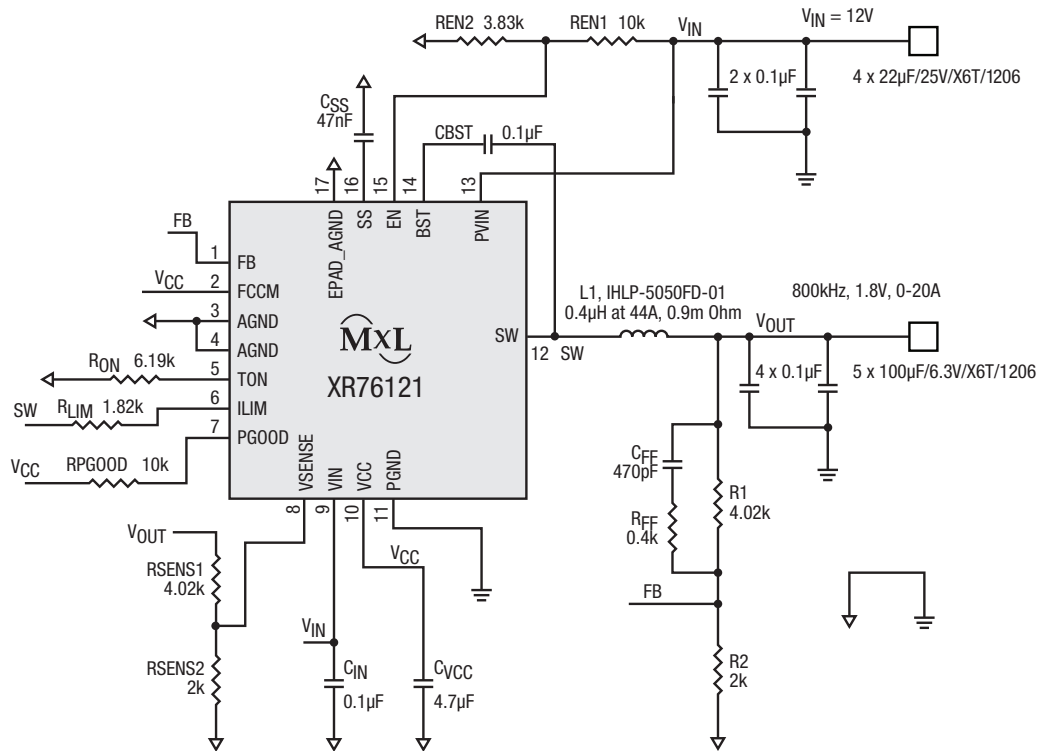 REN2 3.83k
REN1 10k
VIN
VIN = 12V
2 x 0.1µF
4 x 22µF/25V/X6T/1206
CSS
47nF
CBST 0.1µF
17
16
15
14
13
EPAD_AGND
SS
EN
BST
PVIN
FB
1
FB
VCC
2
FCCM
3
AGND
4
AGND
RON 6.19k
5
TON
SW
RLIM 1.82k
6
ILIM
7
PGOOD
VCC
RPGOOD 10k
MxL
XR76121
SW
12
SW
L1, IHLP-5050FD-01
0.4µH at 44A, 0.9m Ohm
800kHz, 1.8V, 0-20A
VOUT
4 x 0.1µF
5 x 100µF/6.3V/X6T/1206
VSENSE
VIN
VCC
PGND
8
9
10
11
VOUT
RSENS1
4.02k
RSENS2
2k
VIN
CIN
0.1µF
VCC
CVCC
4.7µF
CFF
470pF
RFF
0.4k
R1
4.02k
FB
R2
2k